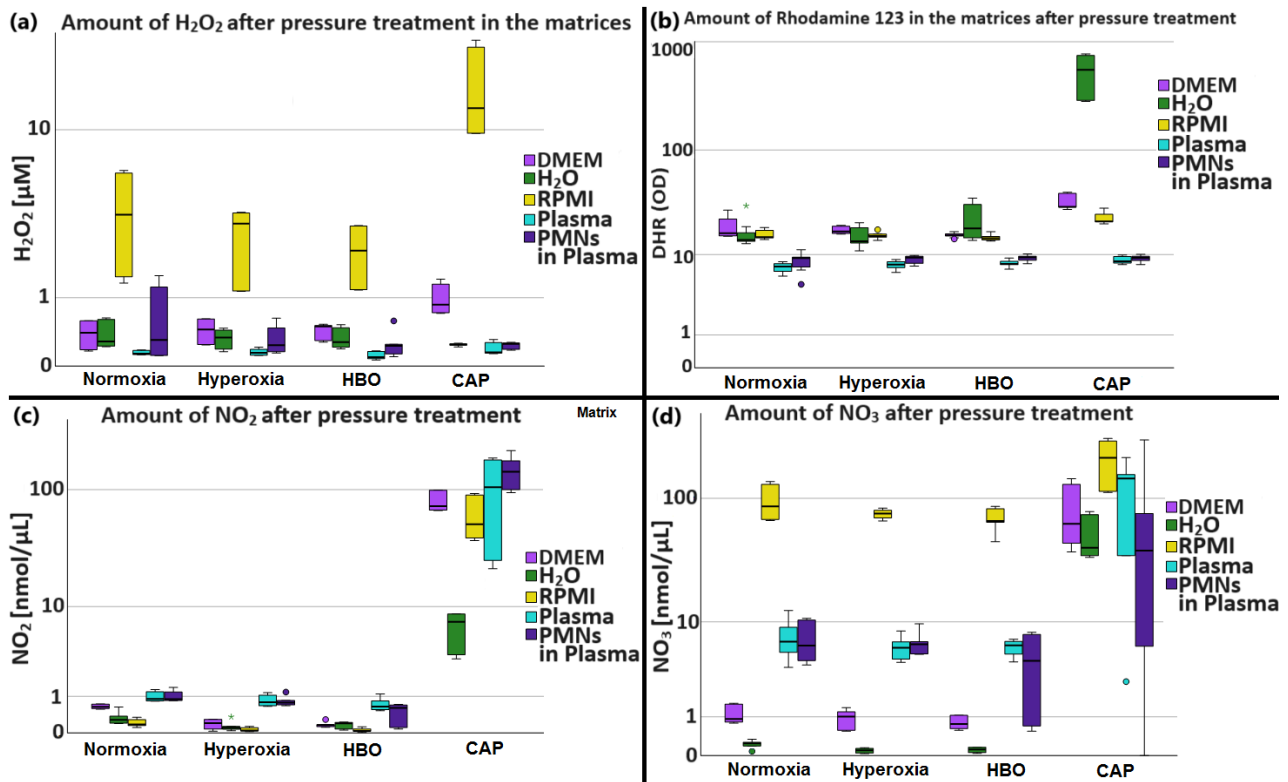 (a) Amount of H₂O₂ after pressure treatment in the matrices
H₂O₂ [µM]
10
1
0
DMEM
H₂O
RPMI
Plasma
PMNs
in Plasma
Normoxia Hyperoxia HBO CAP
(b) Amount of Rhodamine 123 in the matrices after pressure treatment
DHR (OD)
1000
100
10
1
0
DMEM
H₂O
RPMI
Plasma
PMNs
in Plasma
Normoxia Hyperoxia HBO CAP
(c) Amount of NO₂ after pressure treatment
Matrix
NO₂ [nmol/µL]
100
10
1
0
DMEM
H₂O
RPMI
Plasma
PMNs
in Plasma
Normoxia Hyperoxia HBO CAP
(d) Amount of NO₃ after pressure treatment
NO₃ [nmol/µL]
100
10
1
0
DMEM
H₂O
RPMI
Plasma
PMNs
in Plasma
Normoxia Hyperoxia HBO CAP